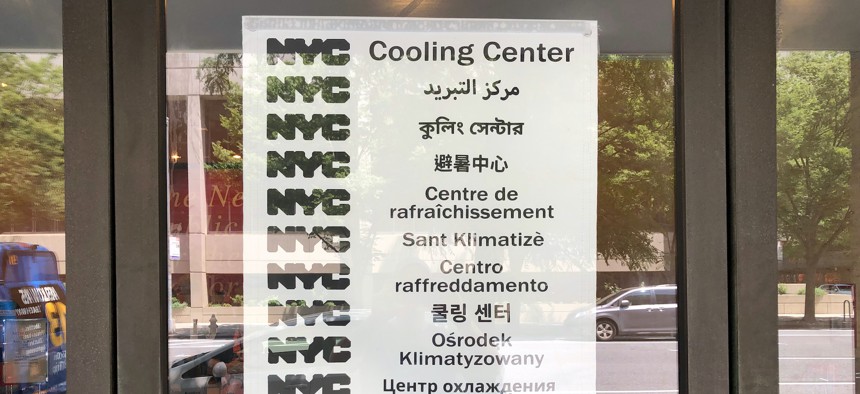 NYC Cooling Center
NYC مركز التبريد
NYC কুলিং সেন্টার
NYC 避暑中心
NYC Centre de
rafraîchissement
NYC Sant Klimatizè
NYC Centro
raffreddamento
NYC 쿨링 센터
NYC Ośrodek
Klimatyzowany
NYC Центр охлаждения